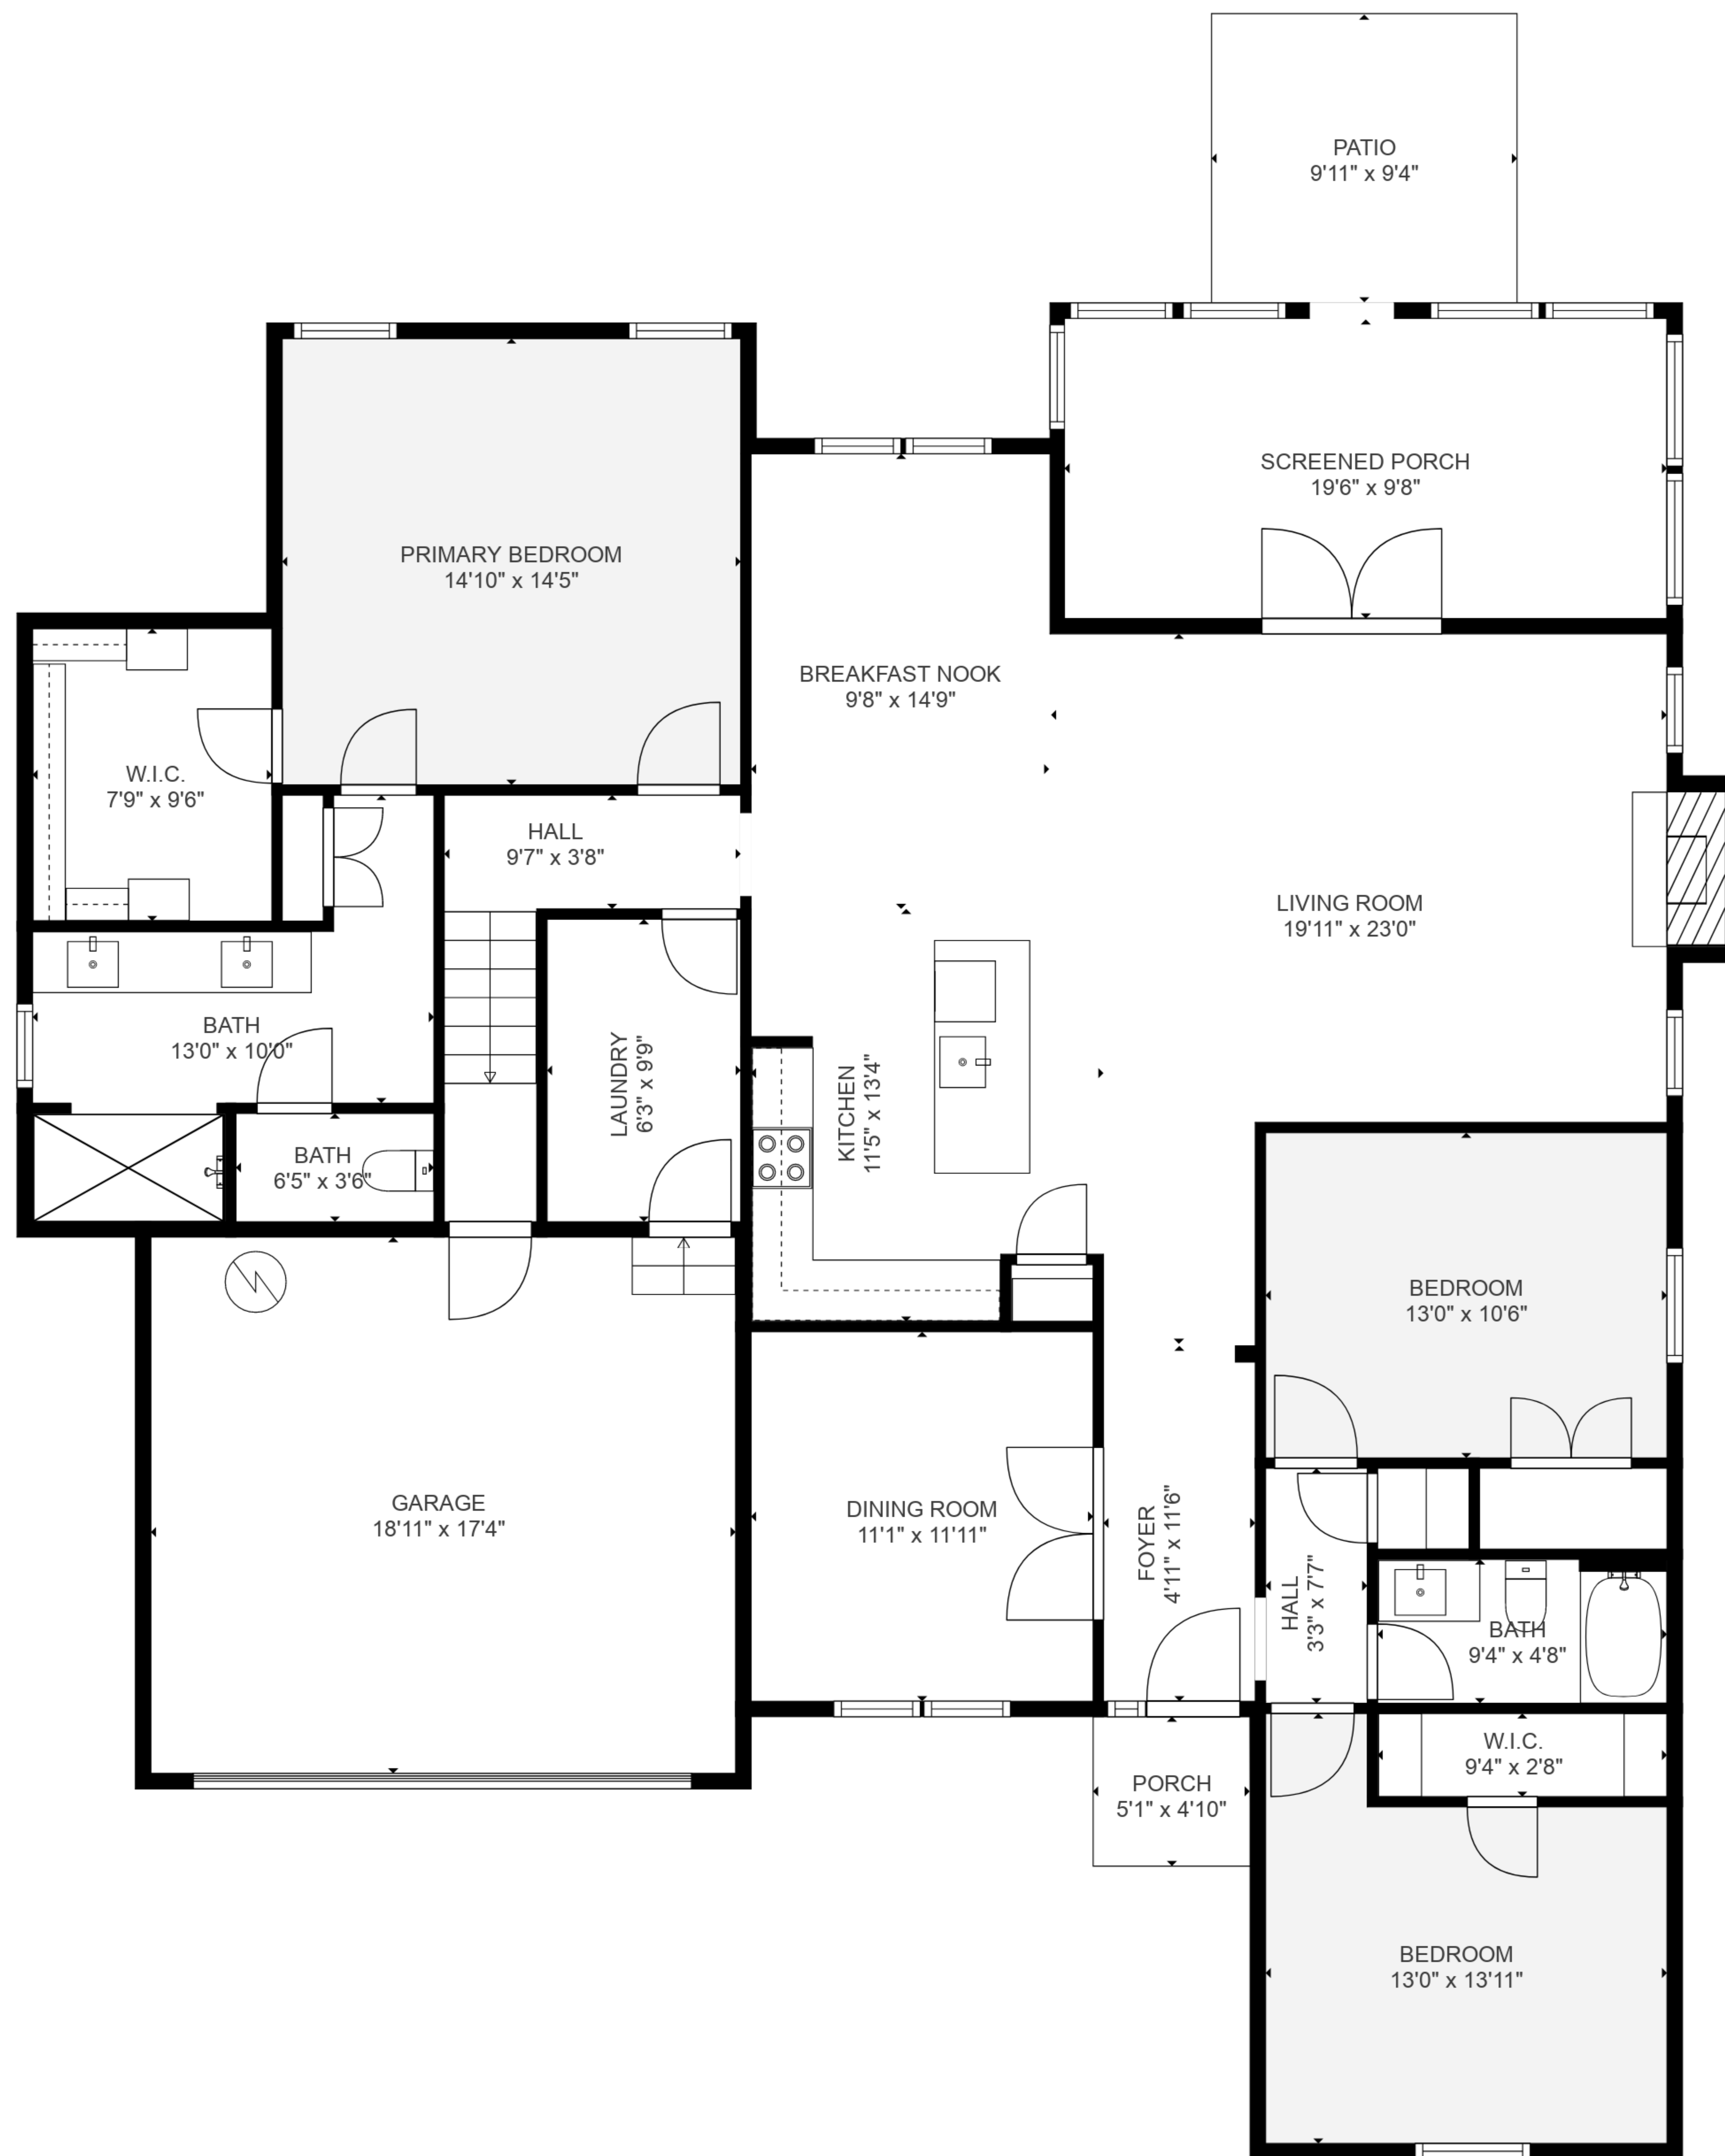 PATIO
9'11" x 9'4"
SCREENED PORCH
19'6" x 9'8"
PRIMARY BEDROOM
14'10" x 14'5"
BREAKFAST NOOK
9'8" x 14'9"
W.I.C.
7'9" x 9'6"
HALL
9'7" x 3'8"
LIVING ROOM
19'11" x 23'0"
BATH
13'0" x 10'0"
LAUNDRY
6'3" x 9'9"
KITCHEN
11'5" x 13'4"
BATH
6'5" x 3'6"
BEDROOM
13'0" x 10'6"
GARAGE
18'11" x 17'4"
DINING ROOM
11'1" x 11'11"
FOYER
4'11" x 11'6"
HALL
3'3" x 7'7"
BATH
9'4" x 4'8"
W.I.C.
9'4" x 2'8"
PORCH
5'1" x 4'10"
BEDROOM
13'0" x 13'11"